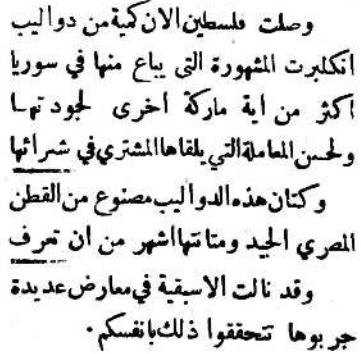 وصلت فلسطين الان كمية من دواليب
انكلبرت المشهورة التي يباع منها في سوريا
اكثر من اية ماركة اخرى لجودتها
ولحسن المعاملة التي يلقاها المشتري في شرائها
وكتان هذه الدواليب مصنوع من القطن
المصري الجيد ومتانتها اشهر من ان تعرف
وقد نالت الاسبقية في معارض عديدة
جربوها تتحققوا ذلك بانفسكم.